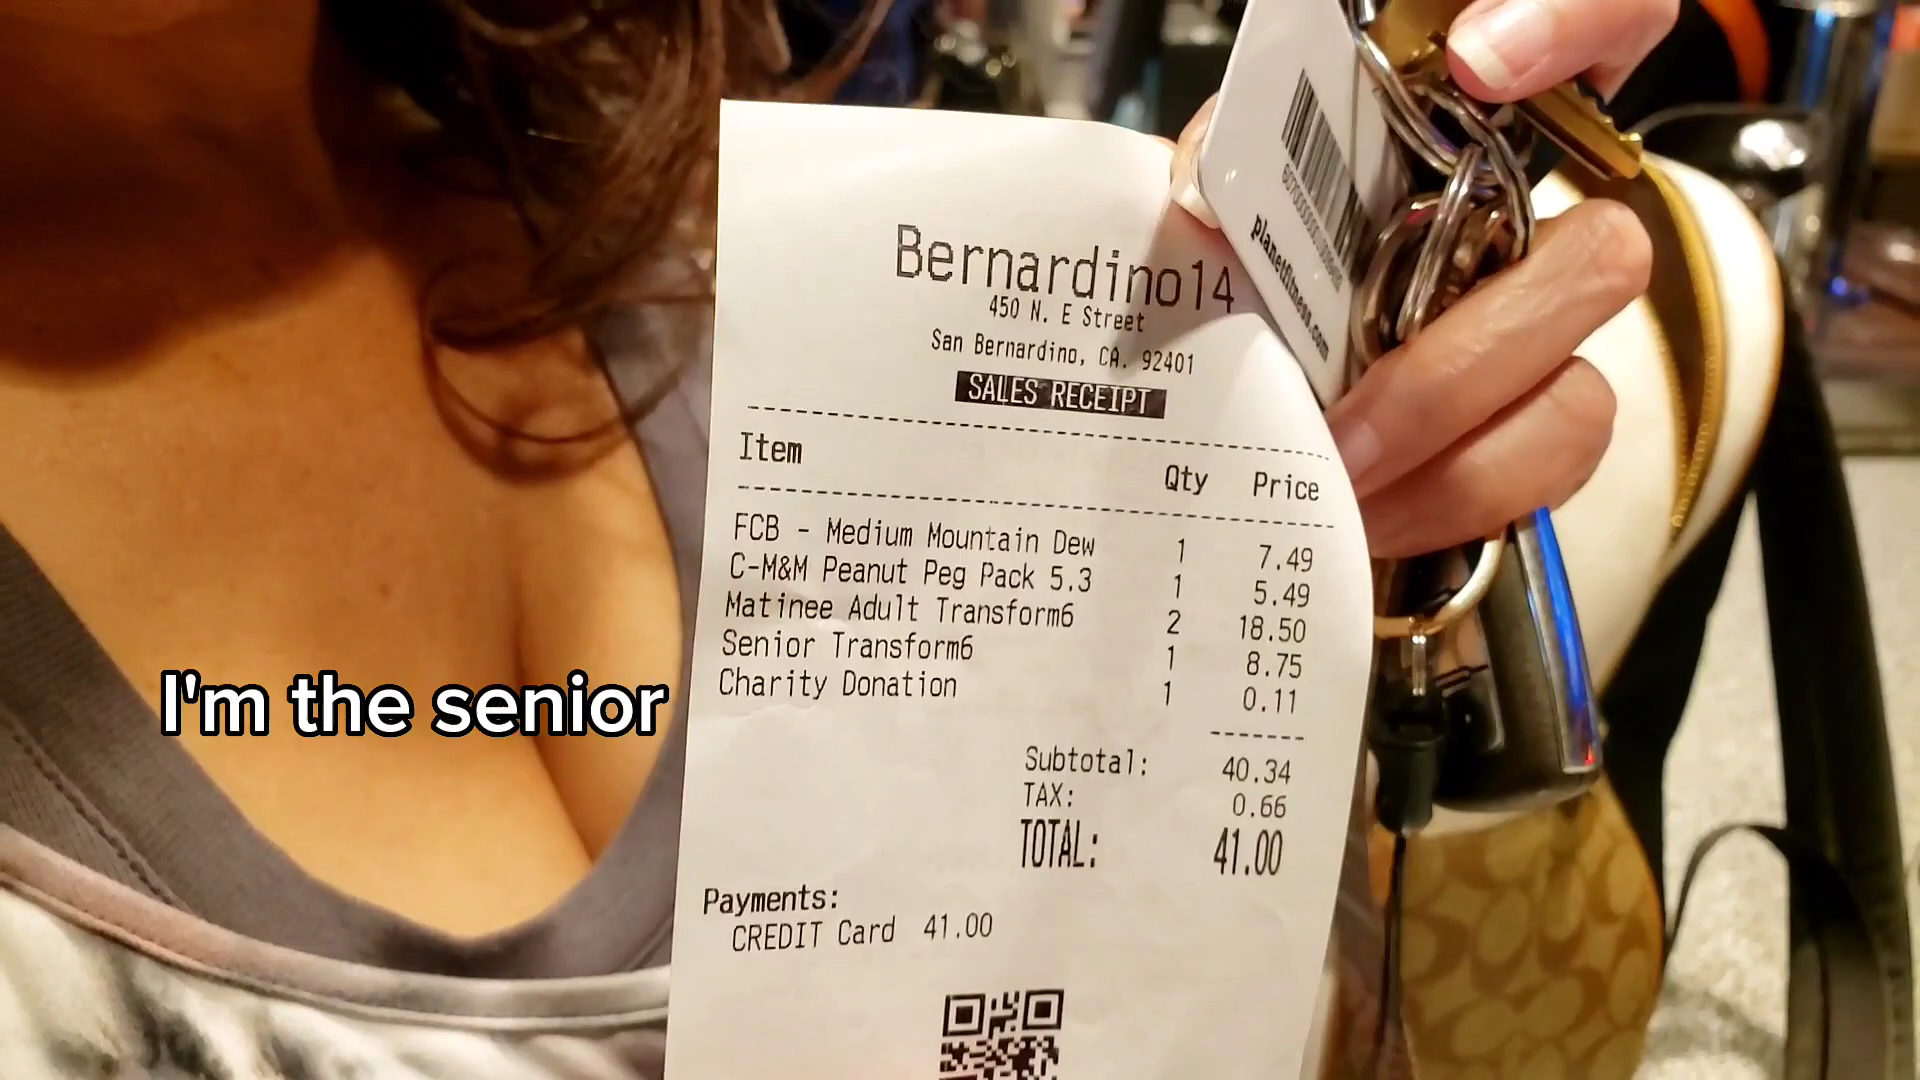 Bernardino14
450 N. E Street
San Bernardino, CA. 92401
SALES RECEIPT
Item Qty Price
FCB - Medium Mountain Dew 1 7.49
C-M&M Peanut Peg Pack 5.3 1 5.49
Matinee Adult Transform6 2 18.50
Senior Transform6 1 8.75
Charity Donation 1 0.11
Subtotal: 40.34
TAX: 0.66
TOTAL: 41.00
Payments:
CREDIT Card 41.00
planetfitness.com
I'm the senior